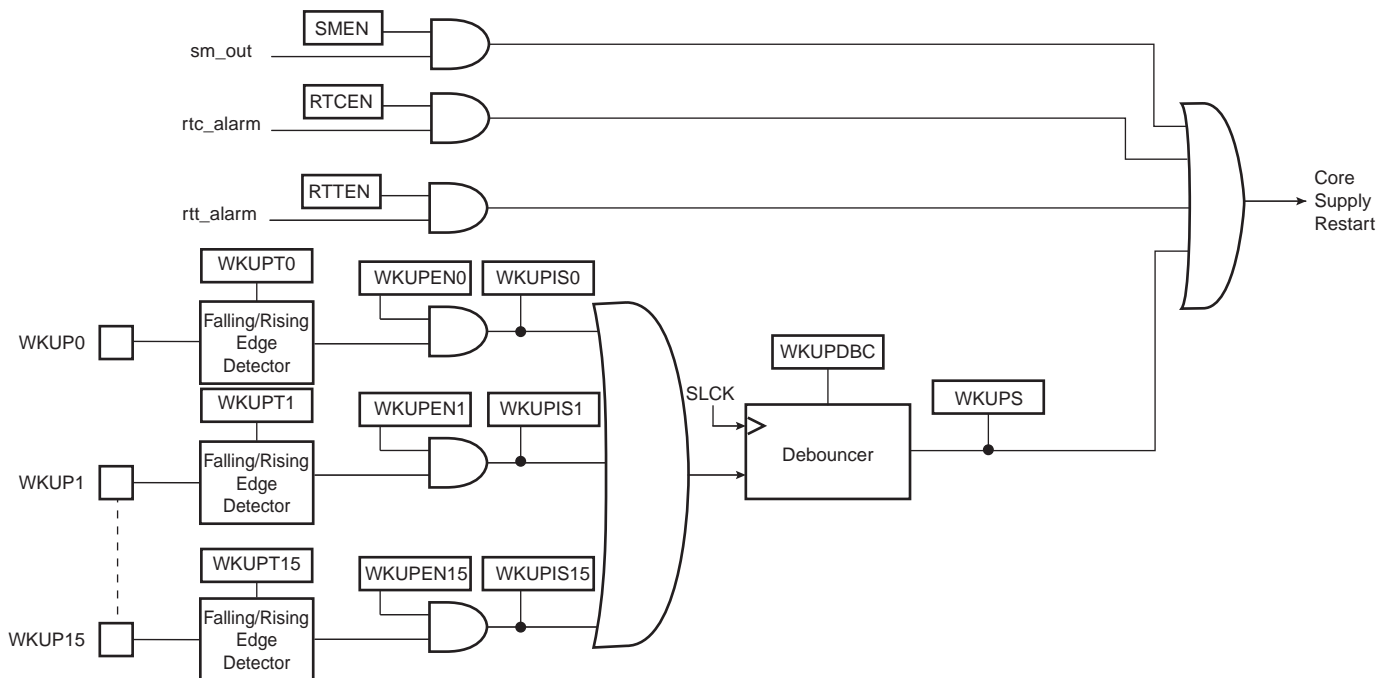 SMEN
sm_out
RTCEN
rtc_alarm
RTTEN
rtt_alarm
Core
Supply
Restart
WKUPT0
WKUPEN0
WKUPIS0
Falling/Rising
Edge
Detector
WKUP0
WKUPDBC
WKUPT1
WKUPEN1
WKUPIS1
SLCK
WKUPS
Falling/Rising
Edge
Detector
Debouncer
WKUP1
WKUPT15
WKUPEN15
WKUPIS15
Falling/Rising
Edge
Detector
WKUP15